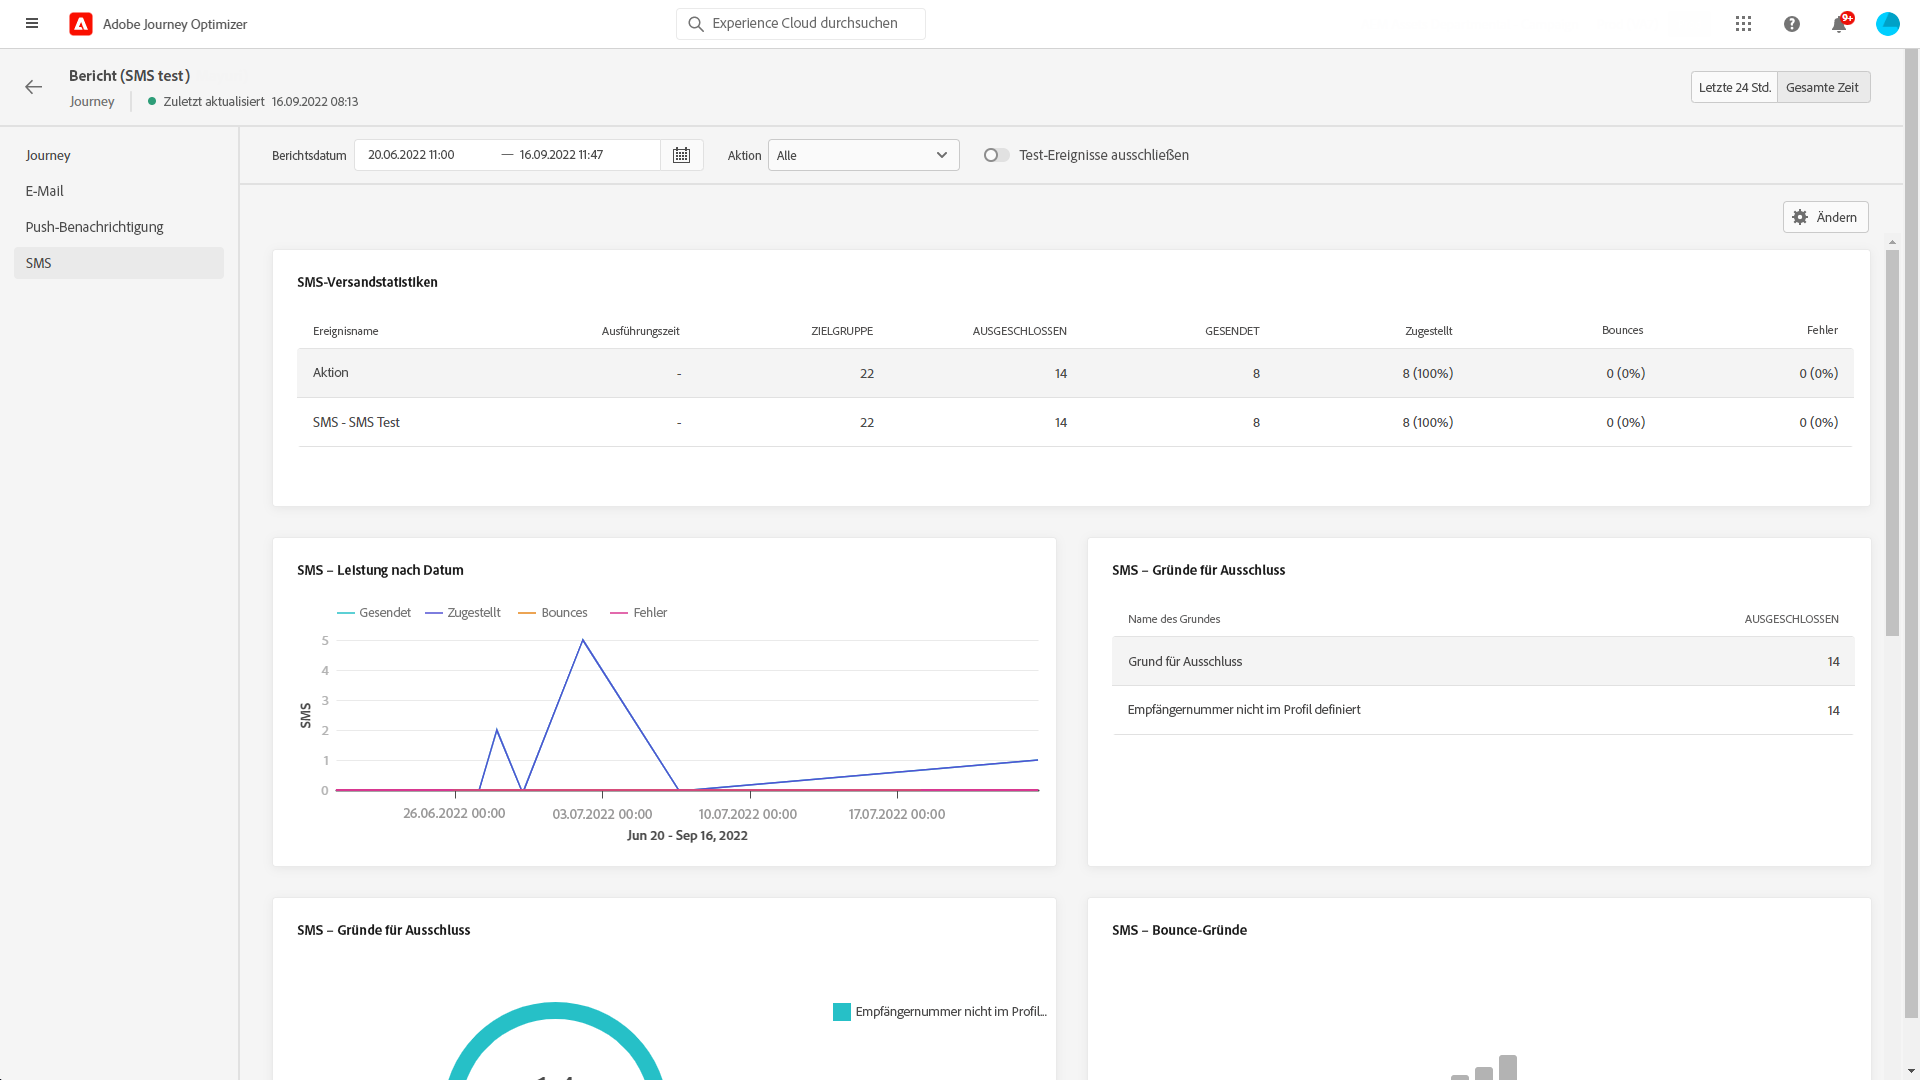 Adobe Journey Optimizer
Experience Cloud durchsuchen
9+
Bericht (SMS test)
Journey
Zuletzt aktualisiert 16.09.2022 08:13
Letzte 24 Std.
Gesamte Zeit
Journey
E-Mail
Push-Benachrichtigung
SMS
Berichtsdatum
20.06.2022 11:00
— 16.09.2022 11:47
Aktion
Alle
Test-Ereignisse ausschließen
Ändern
SMS-Versandstatistiken
Ereignisname Ausführungszeit ZIELGRUPPE AUSGESCHLOSSEN GESENDET Zugestellt Bounces Fehler
Aktion - 22 14 8 8 (100%) 0 (0%) 0 (0%)
SMS - SMS Test - 22 14 8 8 (100%) 0 (0%) 0 (0%)
SMS – Leistung nach Datum
Gesendet Zugestellt Bounces Fehler
5
4
3
2
1
0
SMS
26.06.2022 00:00 03.07.2022 00:00 10.07.2022 00:00 17.07.2022 00:00
Jun 20 - Sep 16, 2022
SMS – Gründe für Ausschluss
Name des Grundes AUSGESCHLOSSEN
Grund für Ausschluss 14
Empfängernummer nicht im Profil definiert 14
SMS – Gründe für Ausschluss
Empfängernummer nicht im Profil...
SMS – Bounce-Gründe